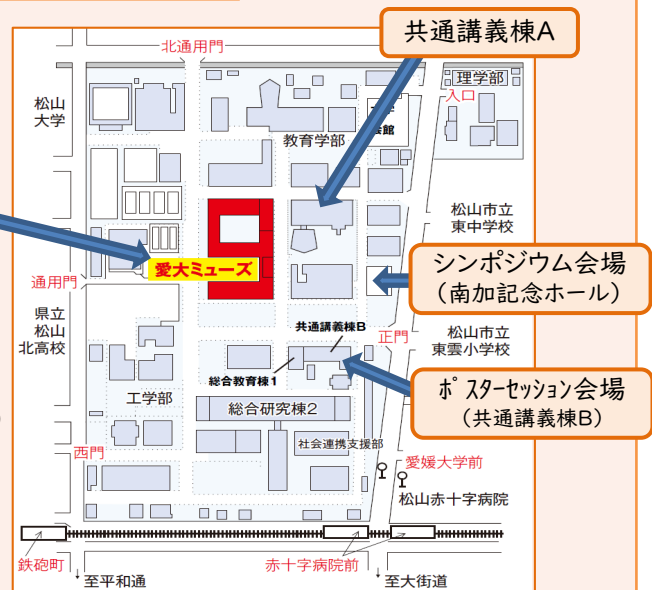 共通講義棟A
北通用門
理学部
入口
松山
大学
会館
教育学部
松山市立
東中学校
愛大ミューズ
シンポジウム会場
(南加記念ホール)
通用門
県立
松山
北高校
共通講義棟B
正門
松山市立
東雲小学校
総合教育棟1
ポスターセッション会場
(共通講義棟B)
工学部
総合研究棟2
社会連携支援部
西門
愛媛大学前
松山赤十字病院
鉄砲町
赤十字病院前
至平和通
至大街道